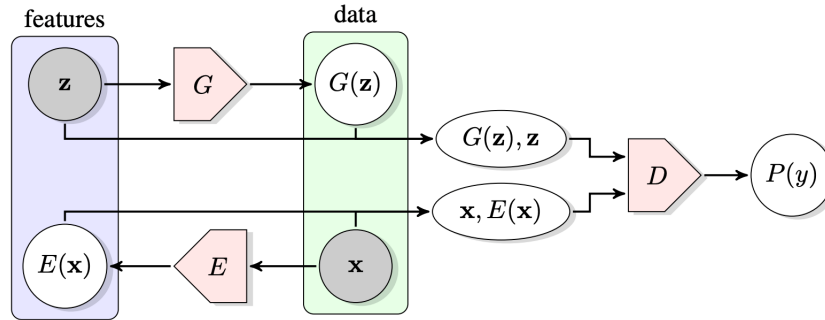 features
data
z
G
G(z)
G(z), z
D
P(y)
x, E(x)
E(x)
E
x